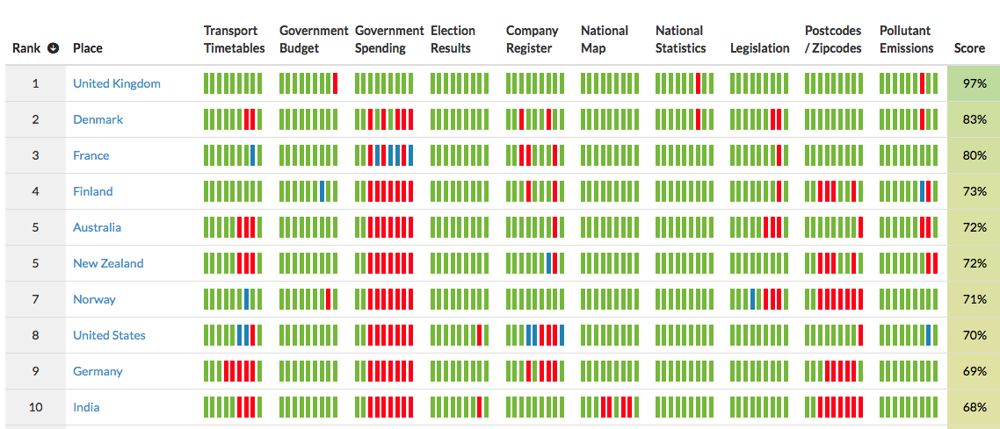 Rank Place Transport Timetables Government Budget Government Spending Election Results Company Register National Map National Statistics Legislation Postcodes / Zipcodes Pollutant Emissions Score
1 United Kingdom 97%
2 Denmark 83%
3 France 80%
4 Finland 73%
5 Australia 72%
5 New Zealand 72%
7 Norway 71%
8 United States 70%
9 Germany 69%
10 India 68%